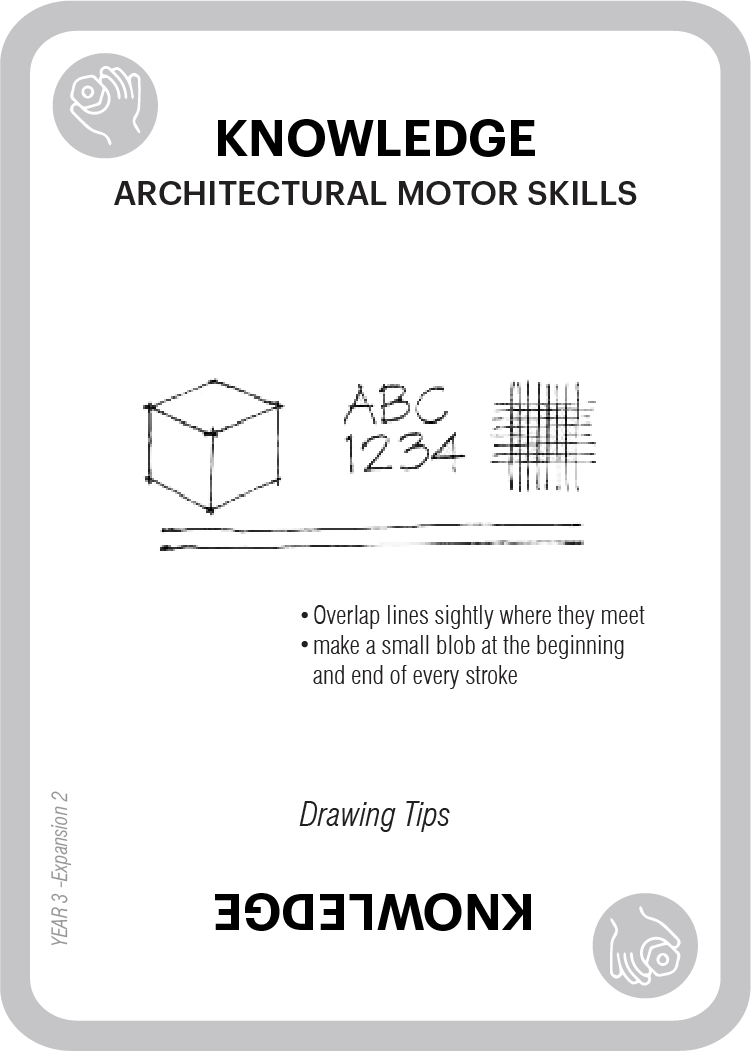 KNOWLEDGE
ARCHITECTURAL MOTOR SKILLS
ABC
1234
• Overlap lines sightly where they meet
• make a small blob at the beginning
and end of every stroke
Drawing Tips
YEAR 3 -Expansion 2
KNOWLEDGE